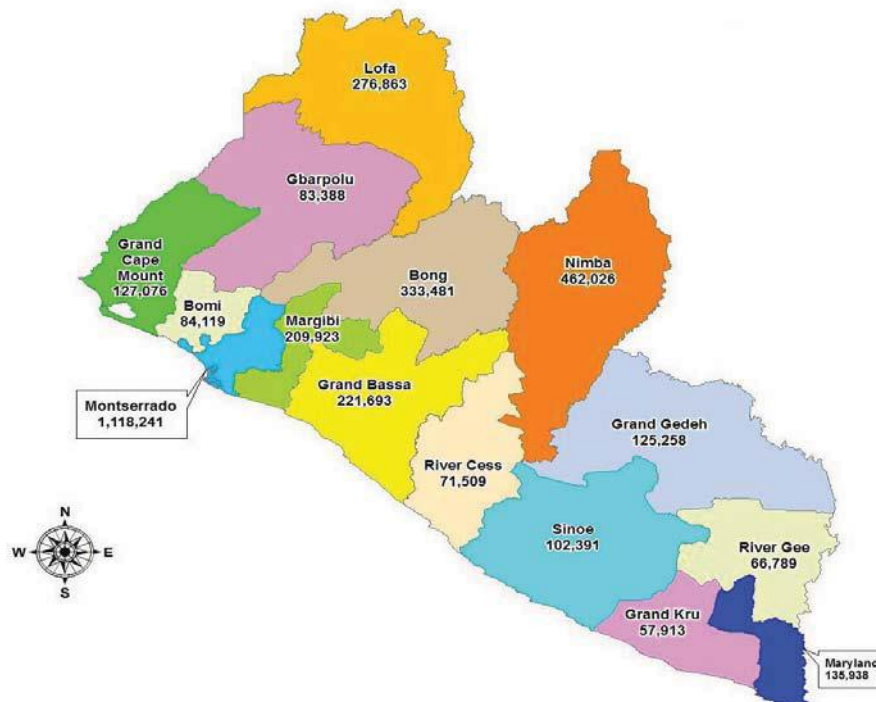 Lofa
276,863
Gbarpolu
83,388
Grand
Cape
Mount
127,076
Bomi
84,119
Bong
333,481
Nimba
462,026
Margibi
209,923
Montserrado
1,118,241
Grand Bassa
221,693
Grand Gedeh
125,258
River Cess
71,509
Sinoe
102,391
River Gee
66,789
Grand Kru
57,913
Maryland
135,938
N
W E
S